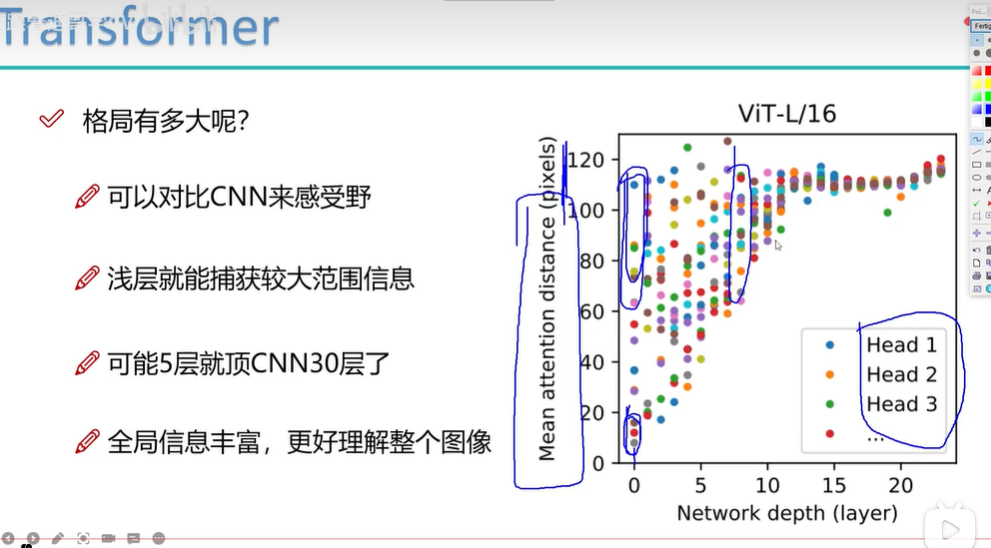 Transformer
格局有多大呢？
可以对比CNN来感受野
浅层就能捕获较大范围信息
可能5层就顶CNN30层了
全局信息丰富，更好理解整个图像
ViT-L/16
Mean attention distance (pixels)
120
100
80
60
40
20
0
Head 1
Head 2
Head 3
...
0 5 10 15 20
Network depth (layer)
Poi...
Fertig